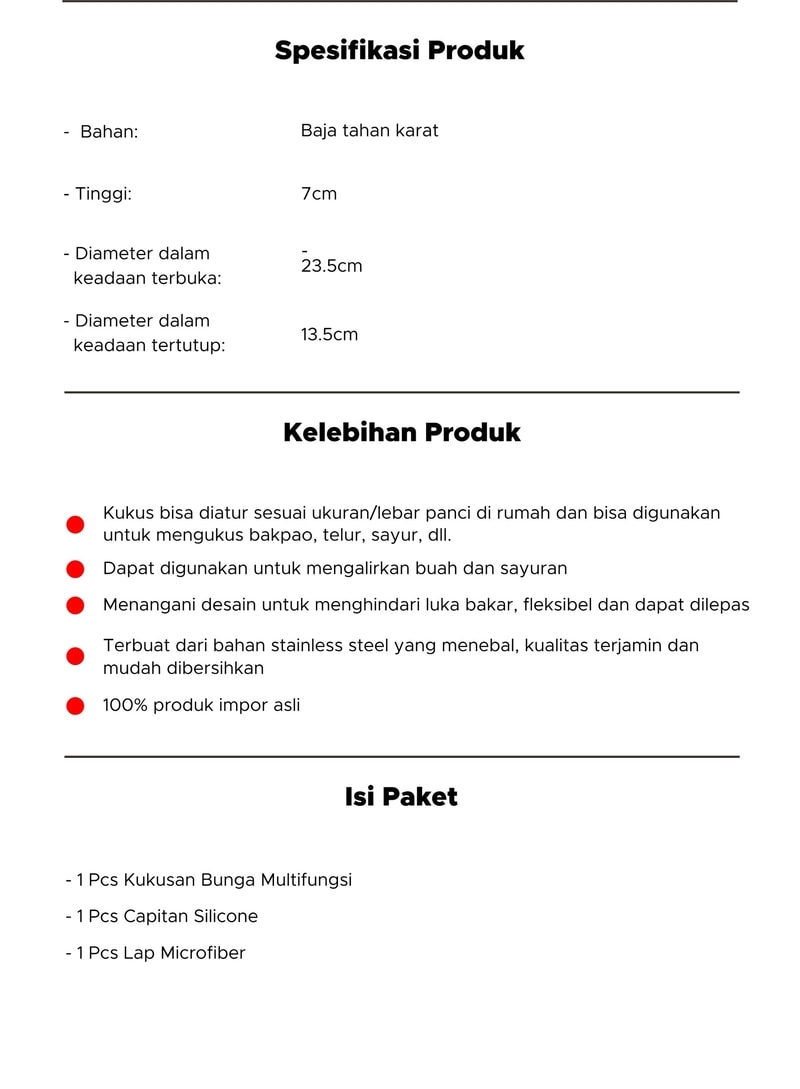 Spesifikasi Produk
- Bahan: Baja tahan karat
- Tinggi: 7cm
- Diameter dalam
keadaan terbuka:
-
23.5cm
- Diameter dalam
keadaan tertutup:
13.5cm
Kelebihan Produk
Kukus bisa diatur sesuai ukuran/lebar panci di rumah dan bisa digunakan
untuk mengukus bakpao, telur, sayur, dll.
Dapat digunakan untuk mengalirkan buah dan sayuran
Menangani desain untuk menghindari luka bakar, fleksibel dan dapat dilepas
Terbuat dari bahan stainless steel yang menebal, kualitas terjamin dan
mudah dibersihkan
100% produk impor asli
Isi Paket
- 1 Pcs Kukusan Bunga Multifungsi
- 1 Pcs Capitan Silicone
- 1 Pcs Lap Microfiber